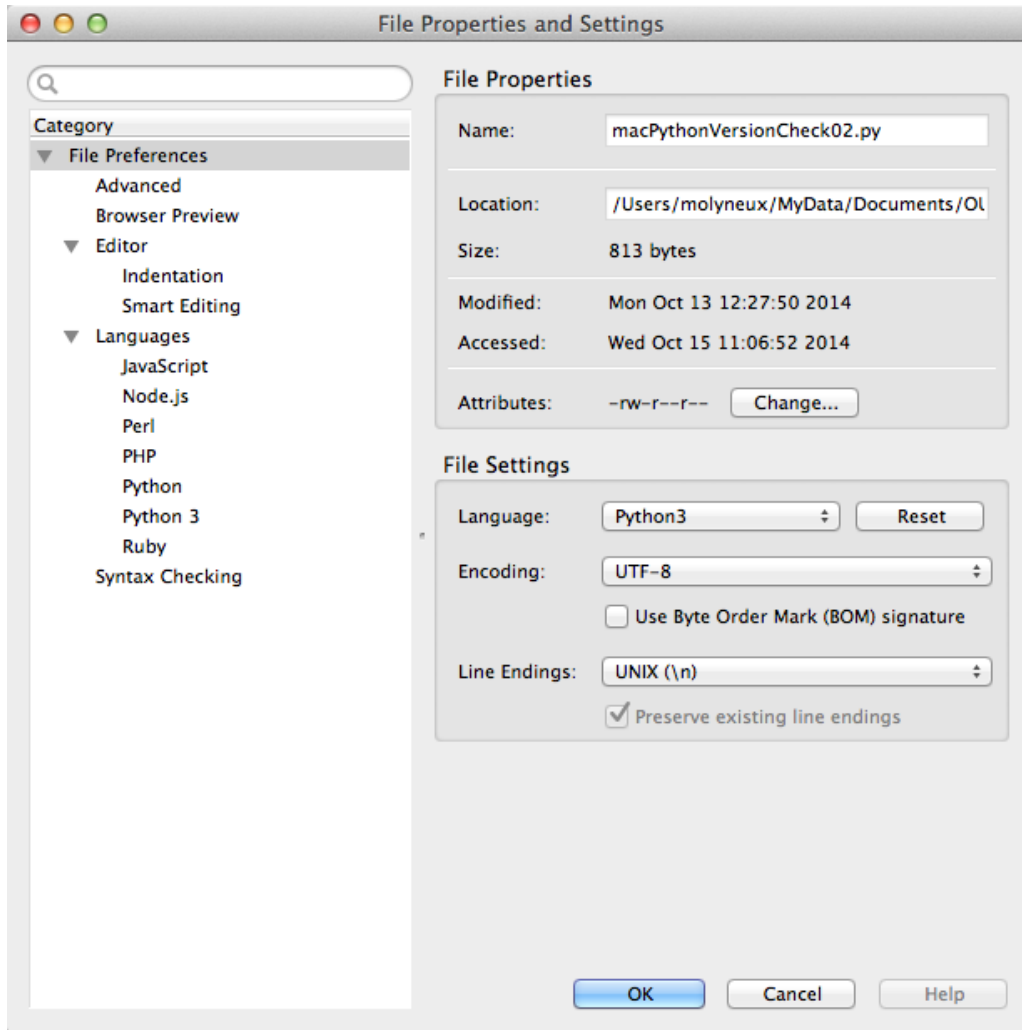 File Properties and Settings
Category
File Preferences
Advanced
Browser Preview
Editor
Indentation
Smart Editing
Languages
JavaScript
Node.js
Perl
PHP
Python
Python 3
Ruby
Syntax Checking
File Properties
Name: macPythonVersionCheck02.py
Location: /Users/molyneux/MyData/Documents/OU
Size: 813 bytes
Modified: Mon Oct 13 12:27:50 2014
Accessed: Wed Oct 15 11:06:52 2014
Attributes: -rw-r--r-- Change...
File Settings
Language: Python3 Reset
Encoding: UTF-8
Use Byte Order Mark (BOM) signature
Line Endings: UNIX (\n)
Preserve existing line endings
OK Cancel Help